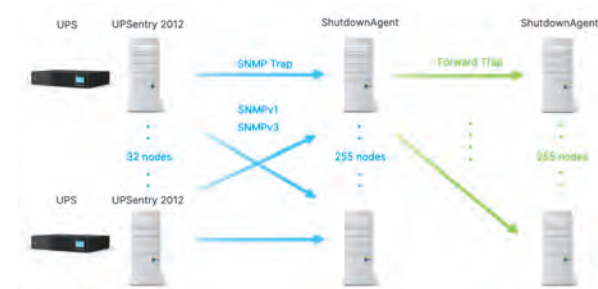 UPS
UPSentry 2012
ShutdownAgent
ShutdownAgent
SNMP Trap
Forward Trap
SNMPv1
SNMPv3
32 nodes
255 nodes
255 nodes
UPS
UPSentry 2012